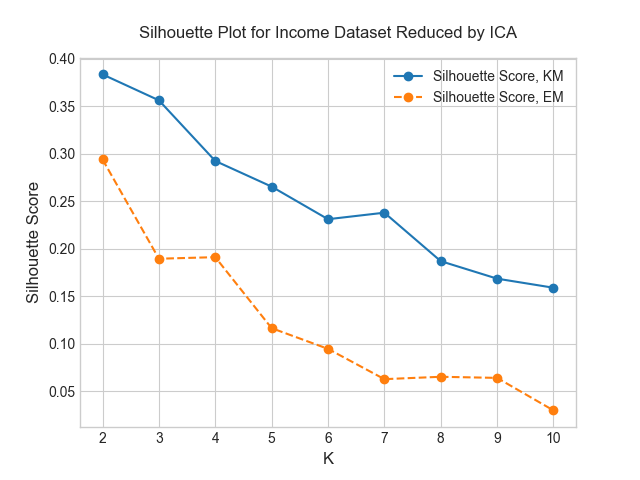 Silhouette Plot for Income Dataset Reduced by ICA
Silhouette Score, KM
Silhouette Score, EM
Silhouette Score
0.40
0.35
0.30
0.25
0.20
0.15
0.10
0.05
2 3 4 5 6 7 8 9 10
K